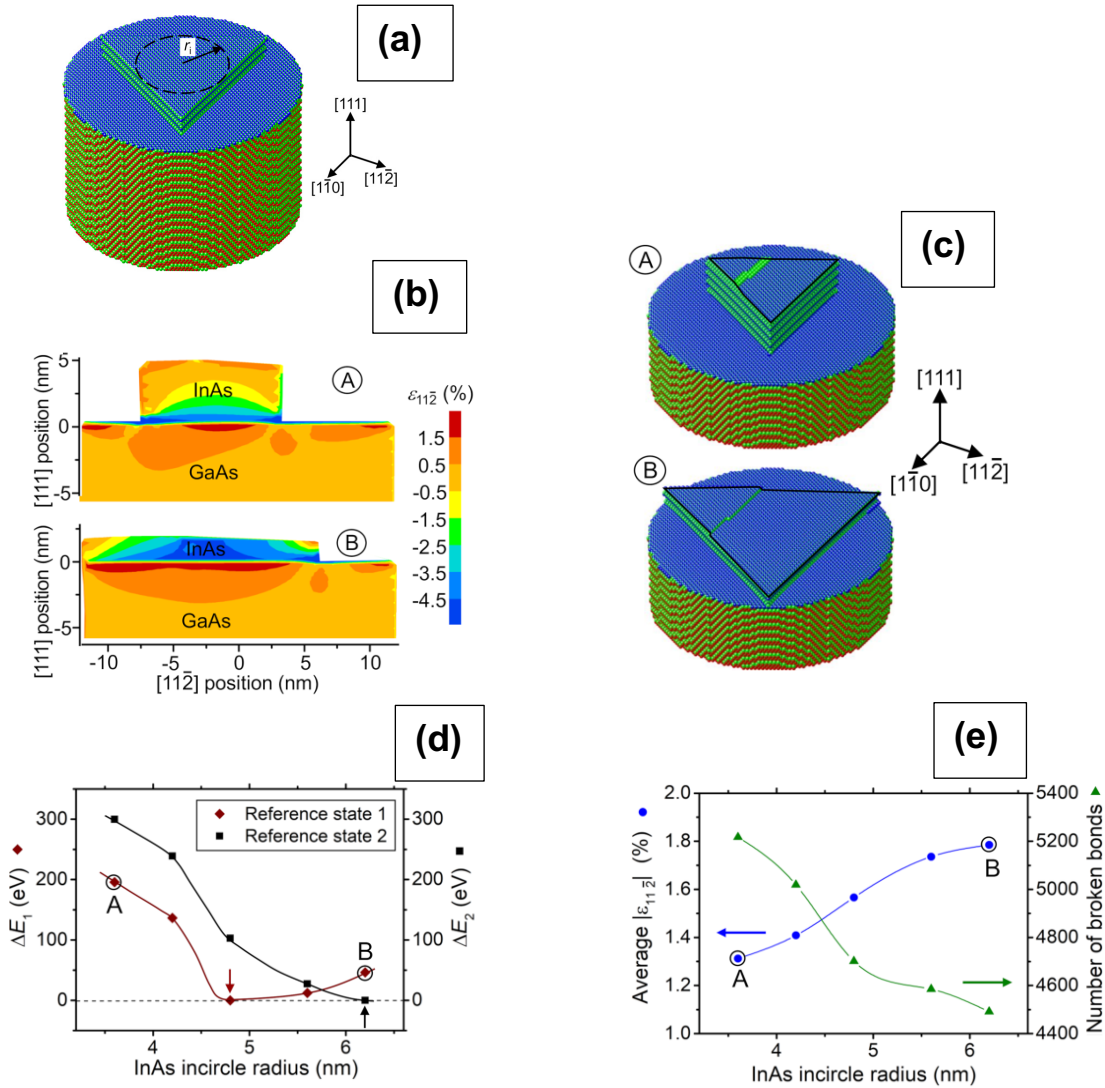 (a)
r_i
[111]
[11̄0]
[112̄]
(b)
[111] position (nm)
5
0
-5
InAs
GaAs
A
ε_{112̄} (%)
1.5
0.5
-0.5
-1.5
-2.5
-3.5
-4.5
[111] position (nm)
0
-5
InAs
GaAs
B
-10 -5 0 5 10
[112̄] position (nm)
(c)
A
B
[111]
[11̄0]
[112̄]
(d)
Reference state 1
Reference state 2
ΔE_1 (eV)
300
200
100
0
A
B
300
200
100
0
ΔE_2 (eV)
4 5 6
InAs incircle radius (nm)
(e)
Average |ε_{11 2̄}| (%)
2.0
1.8
1.6
1.4
1.2
1.0
A
B
5400
5200
5000
4800
4600
4400
Number of broken bonds
4 5 6
InAs incircle radius (nm)